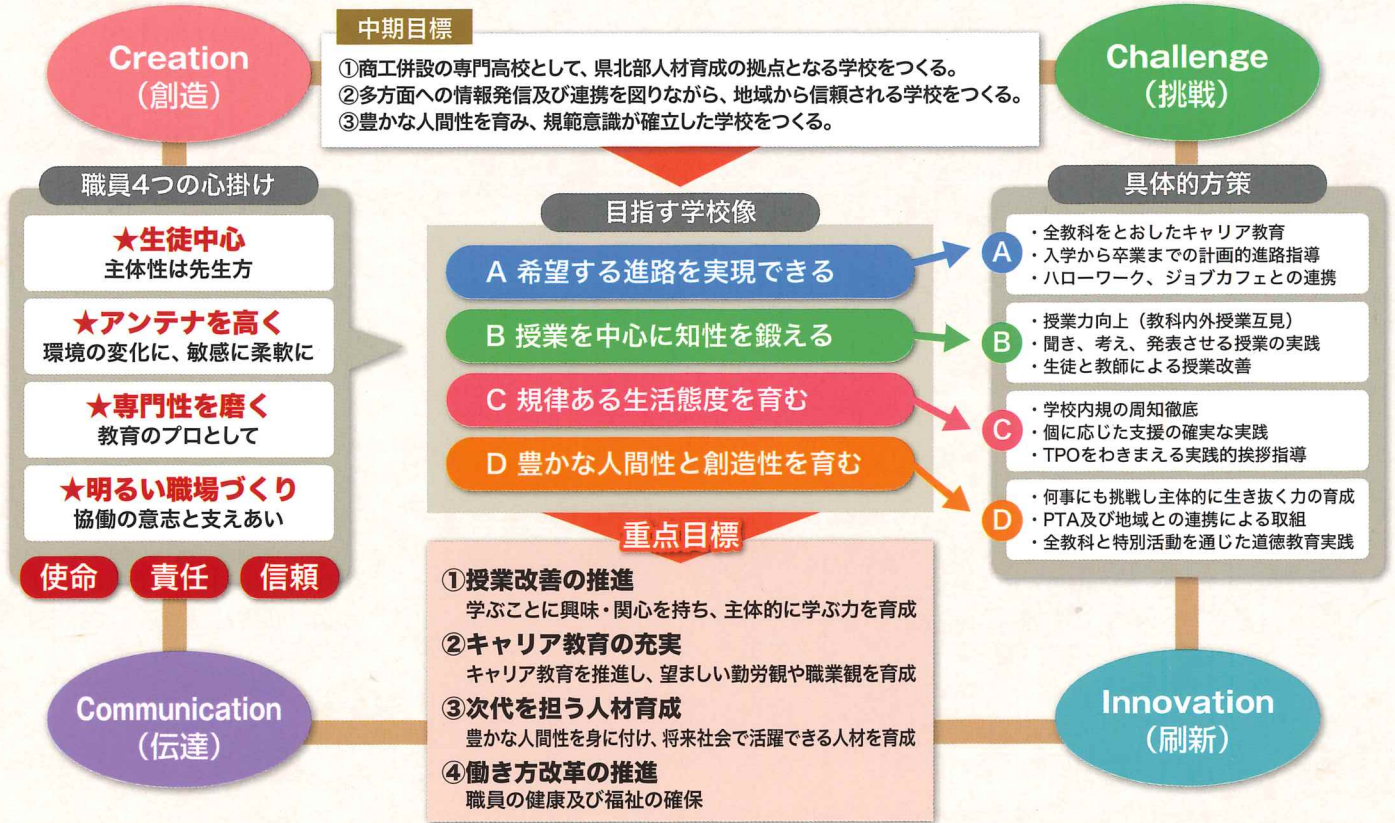 Creation
（創造）
中期目標
①商工併設の専門高校として、県北部人材育成の拠点となる学校をつくる。
②多方面への情報発信及び連携を図りながら、地域から信頼される学校をつくる。
③豊かな人間性を育み、規範意識が確立した学校をつくる。
Challenge
（挑戦）
職員4つの心掛け
★生徒中心
主体性は先生方
★アンテナを高く
環境の変化に、敏感に柔軟に
★専門性を磨く
教育のプロとして
★明るい職場づくり
協働の意志と支えあい
使命 責任 信頼
目指す学校像
A 希望する進路を実現できる
B 授業を中心に知性を鍛える
C 規律ある生活態度を育む
D 豊かな人間性と創造性を育む
具体的方策
A
・全教科をとおしたキャリア教育
・入学から卒業までの計画的進路指導
・ハローワーク、ジョブカフェとの連携
B
・授業力向上（教科内外授業互見）
・聞き、考え、発表させる授業の実践
・生徒と教師による授業改善
C
・学校内規の周知徹底
・個に応じた支援の確実な実践
・TPOをわきまえる実践的挨拶指導
D
・何事にも挑戦し主体的に生き抜く力の育成
・PTA及び地域との連携による取組
・全教科と特別活動を通じた道徳教育実践
重点目標
①授業改善の推進
学ぶことに興味・関心を持ち、主体的に学ぶ力を育成
②キャリア教育の充実
キャリア教育を推進し、望ましい勤労観や職業観を育成
③次代を担う人材育成
豊かな人間性を身に付け、将来社会で活躍できる人材を育成
④働き方改革の推進
職員の健康及び福祉の確保
Communication
（伝達）
Innovation
（刷新）